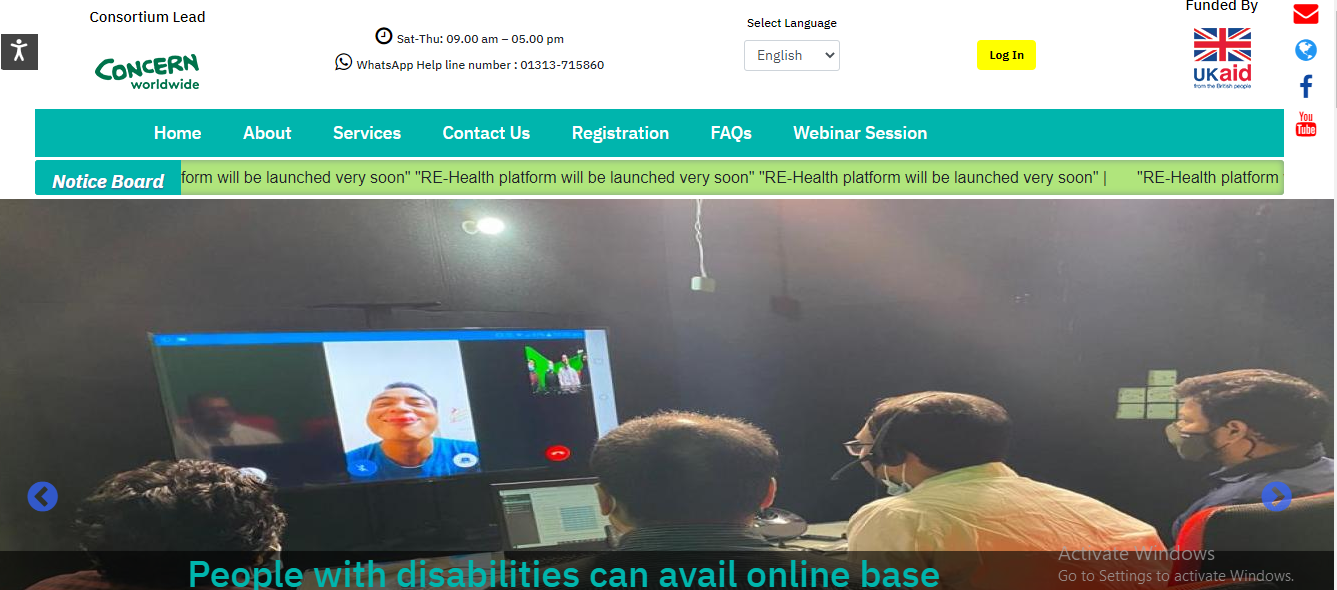 Consortium Lead
CONCERN
worldwide
Sat-Thu: 09.00 am – 05.00 pm
WhatsApp Help line number : 01313-715860
Select Language
English
Log In
Funded By
UKaid
from the British people
You
Tube
Home About Services Contact Us Registration FAQs Webinar Session
Notice Board
form will be launched very soon" "RE-Health platform will be launched very soon" "RE-Health platform will be launched very soon" | "RE-Health platform
People with disabilities can avail online base
Activate Windows
Go to Settings to activate Windows.